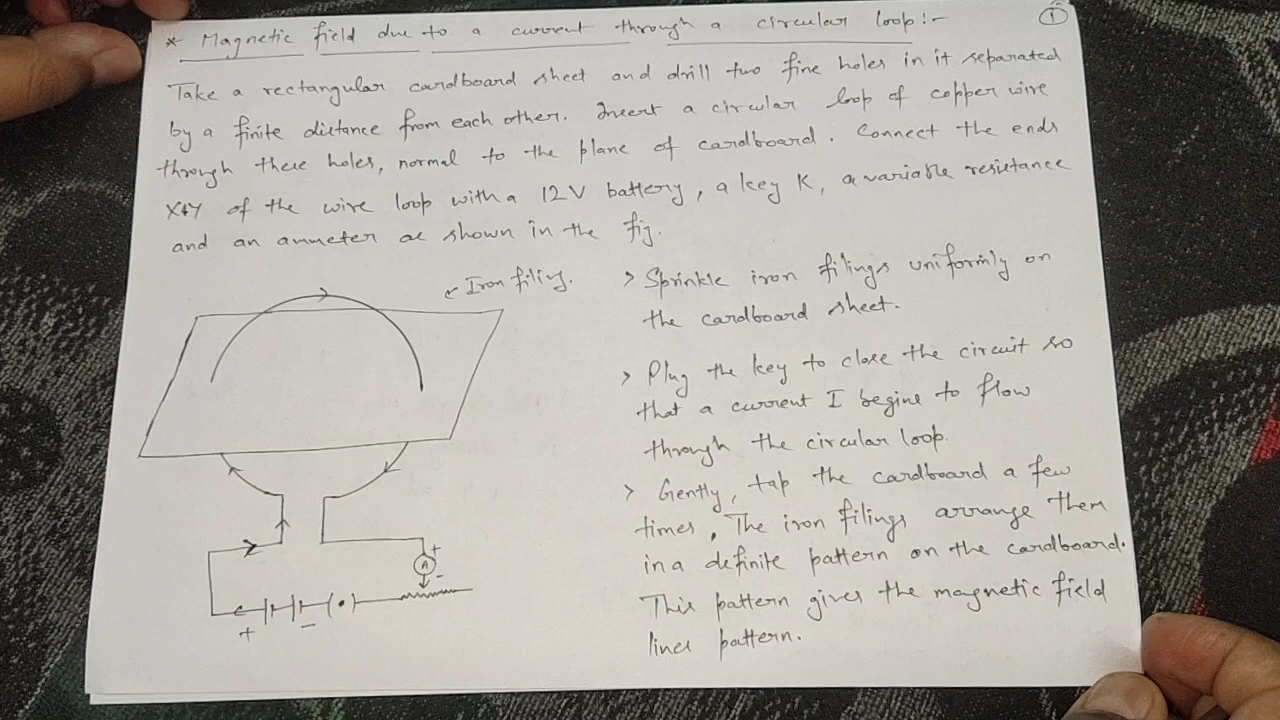 * Magnetic field due to a current through a circular loop:- 1
Take a rectangular cardboard sheet and drill two fine holes in it separated
by a finite distance from each other. Insert a circular loop of copper wire
through these holes, normal to the plane of cardboard. Connect the ends
X&Y of the wire loop with a 12V battery, a key K, a variable resistance
and an ammeter as shown in the fig.
Iron filing.
> Sprinkle iron filings uniformly on
the cardboard sheet.
> Plug the key to close the circuit so
that a current I begins to flow
through the circular loop.
> Gently, tap the cardboard a few
times, The iron filings arrange them
in a definite pattern on the cardboard.
This pattern gives the magnetic field
lines pattern.
+
A
-
+
-